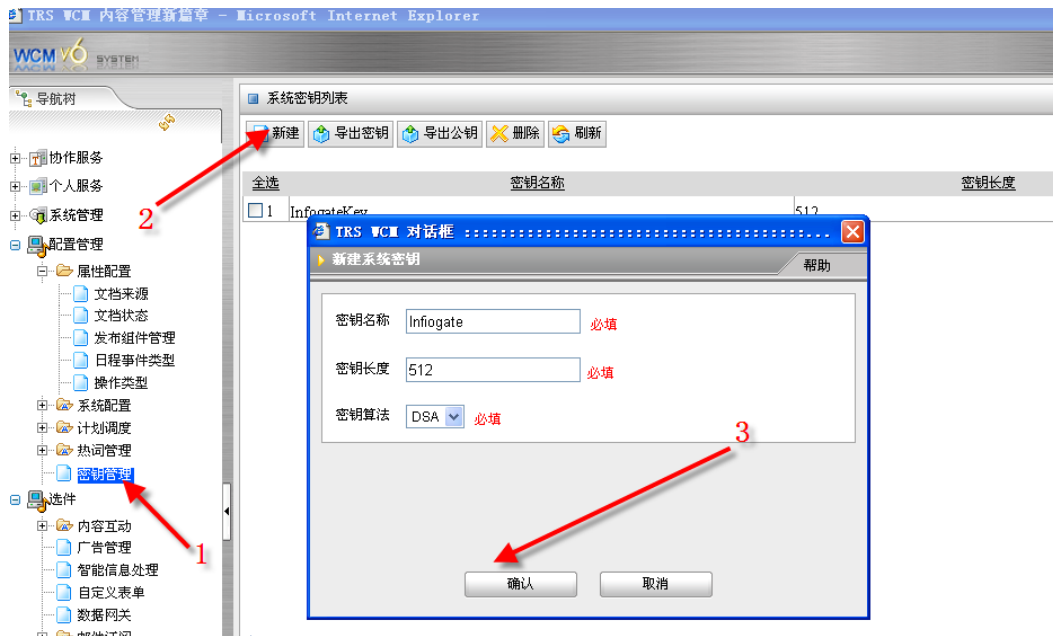 TRS WCM 内容管理新篇章 - Microsoft Internet Explorer
WCM V6 SYSTEM
导航树
系统密钥列表
新建 导出密钥 导出公钥 删除 刷新
协作服务
个人服务
系统管理
配置管理
属性配置
文档来源
文档状态
发布组件管理
日程事件类型
操作类型
系统配置
计划调度
热词管理
密钥管理
选件
内容互动
广告管理
智能信息处理
自定义表单
数据网关
邮件订阅
全选 密钥名称 密钥长度
1 InfogateKey 512
2
TRS WCM 对话框 ::::::::::::::::::::::::::::::::::::::::::...
新建系统密钥 帮助
密钥名称 Infiogate 必填
密钥长度 512 必填
密钥算法 DSA 必填
3
1
确认 取消